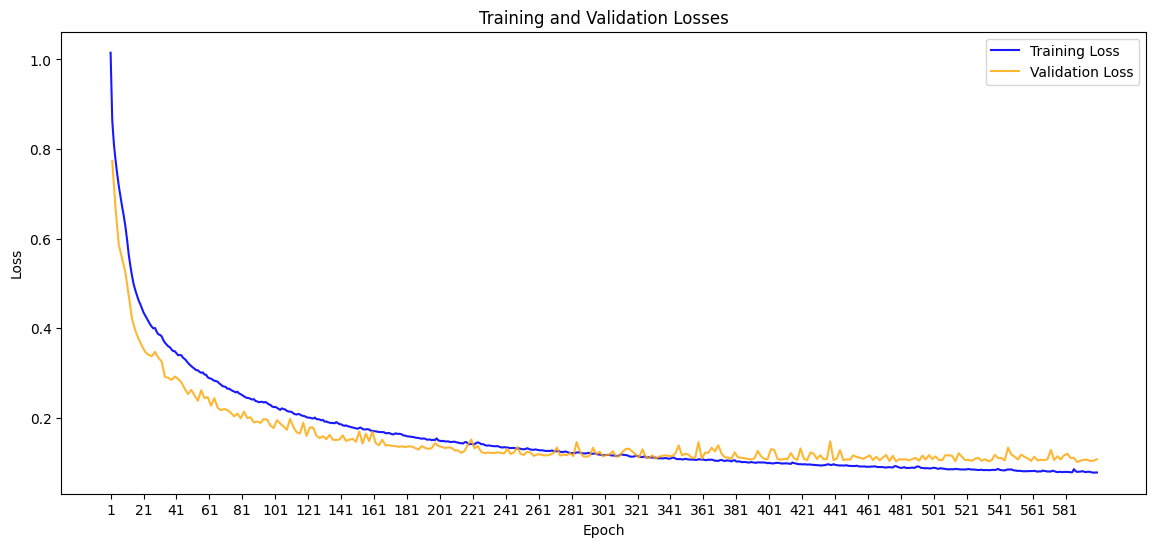 Training and Validation Losses
Training Loss
Validation Loss
1.0
0.8
0.6
0.4
0.2
Loss
1 21 41 61 81 101 121 141 161 181 201 221 241 261 281 301 321 341 361 381 401 421 441 461 481 501 521 541 561 581
Epoch